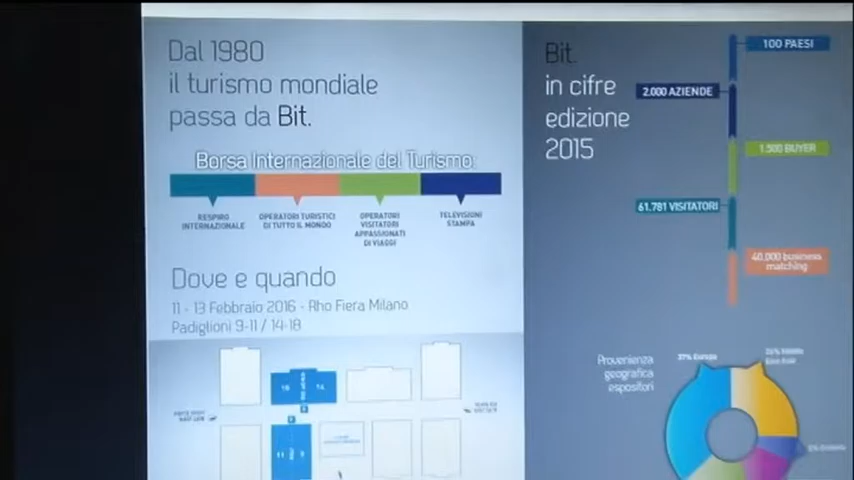 Dal 1980
il turismo mondiale
passa da Bit.
Borsa Internazionale del Turismo:
RESPIRO
INTERNAZIONALE
OPERATORI TURISTICI
DI TUTTO IL MONDO
OPERATORI
VISITATORI
APPASSIONATI
DI VIAGGI
TELEVISIONI
STAMPA
Dove e quando
11 - 13 Febbraio 2016 - Rho Fiera Milano
Padiglioni 9-11 / 14-18
Bit.
in cifre
edizione
2015
100 PAESI
2.000 AZIENDE
1.500 BUYER
61.781 VISITATORI
40.000 business
matching
Provenienza
geografica
espositori